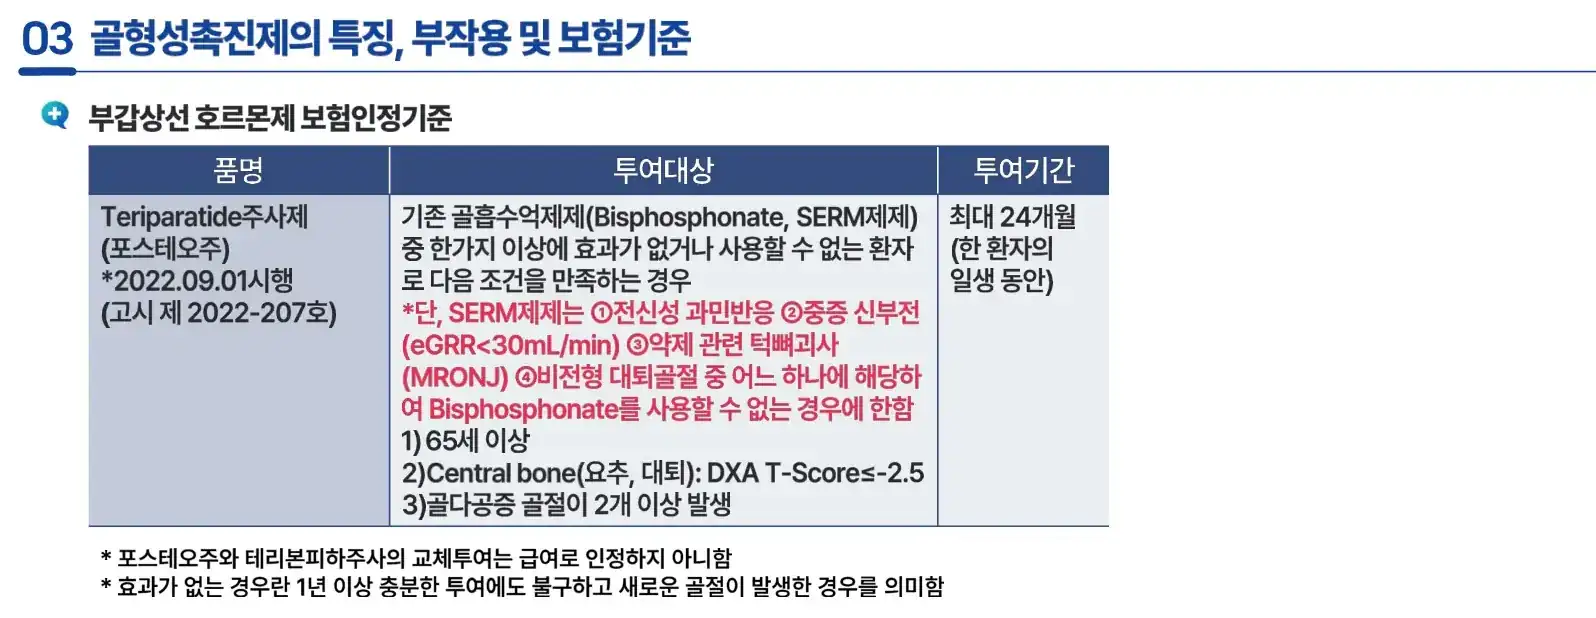 03 골형성촉진제의 특징, 부작용 및 보험기준
부갑상선 호르몬제 보험인정기준
품명
투여대상
투여기간
Teriparatide주사제
(포스테오주)
*2022.09.01시행
(고시 제 2022-207호)
기존 골흡수억제제(Bisphosphonate, SERM제제)
중 한가지 이상에 효과가 없거나 사용할 수 없는 환자
로 다음 조건을 만족하는 경우
*단, SERM제제는 ①전신성 과민반응 ②중증 신부전
(eGRR<30mL/min) ③약제 관련 턱뼈괴사
(MRONJ) ④비전형 대퇴골절 중 어느 하나에 해당하
여 Bisphosphonate를 사용할 수 없는 경우에 한함
1) 65세 이상
2)Central bone(요추, 대퇴): DXA T-Score≤-2.5
3)골다공증 골절이 2개 이상 발생
최대 24개월
(한 환자의
일생 동안)
* 포스테오주와 테리본피하주사의 교체투여는 급여로 인정하지 아니함
* 효과가 없는 경우란 1년 이상 충분한 투여에도 불구하고 새로운 골절이 발생한 경우를 의미함